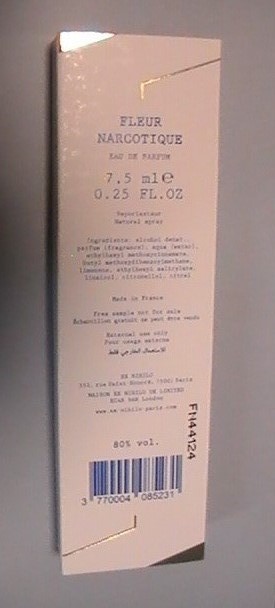 FLEUR
NARCOTIQUE
EAU DE PARFUM
7.5 ml e
0.25 FL.OZ
Vaporisateur
Natural spray
Ingredients: alcohol denat.,
parfum (fragrance), aqua (water),
ethylhexyl methoxycinnamate,
butyl methoxydibenzoylmethane,
limonene, ethylhexyl salicylate,
linalool, citronellol, citral
Made in France
Free sample not for sale
Échantillon gratuit ne peut être vendu
External use only
Pour usage externe
للاستعمال الخارجي فقط
EX NIHILO
352, rue Saint Honoré, 75001 Paris
MAISON EX NIHILO UK LIMITED
London
www.ex-nihilo-paris.com
FN44124
80% vol.
3 770004 085231